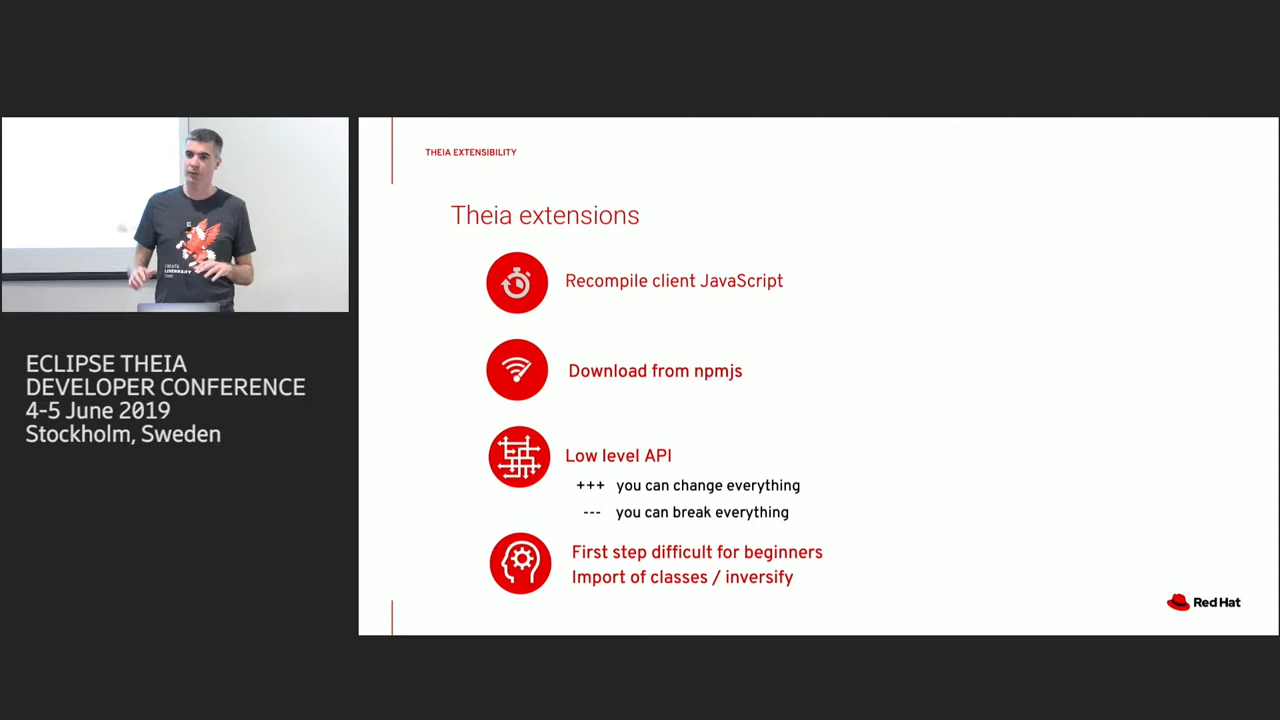 CREATE
LEGENDARY
ECLIPSE THEIA
DEVELOPER CONFERENCE
4-5 June 2019
Stockholm, Sweden
THEIA EXTENSIBILITY
Theia extensions
Recompile client JavaScript
Download from npmjs
Low level API
+++ you can change everything
--- you can break everything
First step difficult for beginners
Import of classes / inversify
Red Hat